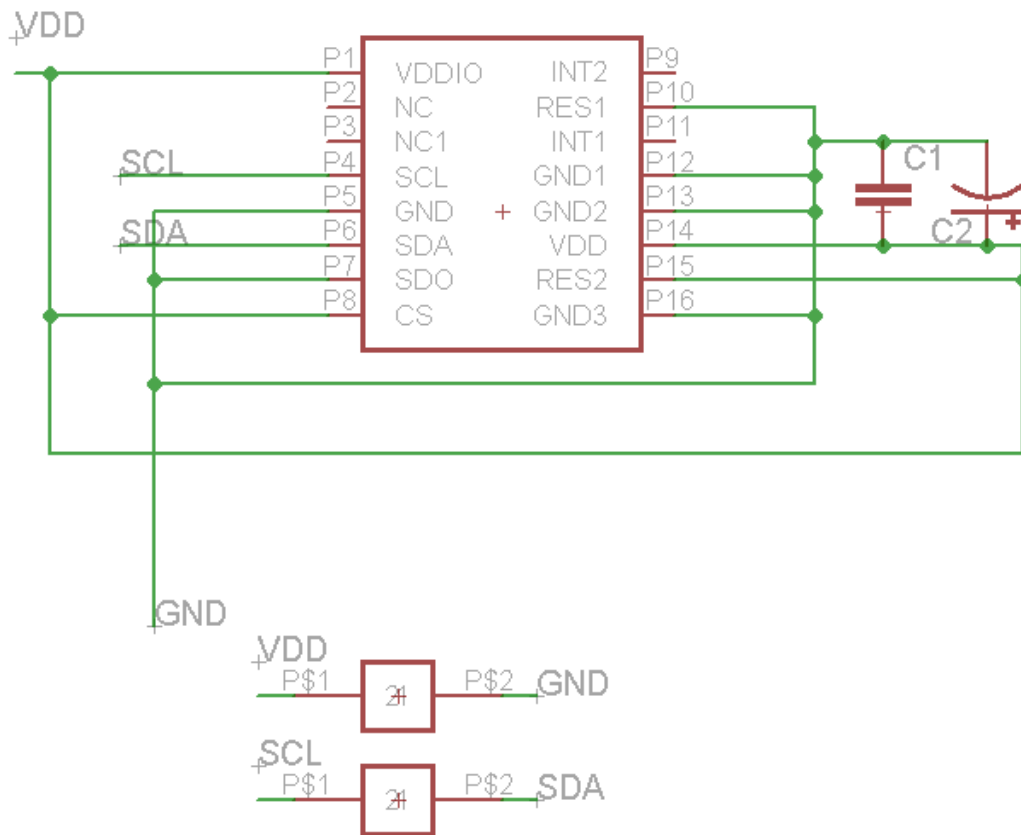 VDD
P1 VDDIO INT2 P9
P2 NC RES1 P10
P3 NC1 INT1 P11
SCL P4 SCL GND1 P12 C1
P5 GND GND2 P13
SDA P6 SDA VDD P14 C2
P7 SDO RES2 P15
P8 CS GND3 P16
GND
VDD
P$1 P$2 GND
SCL
P$1 P$2 SDA